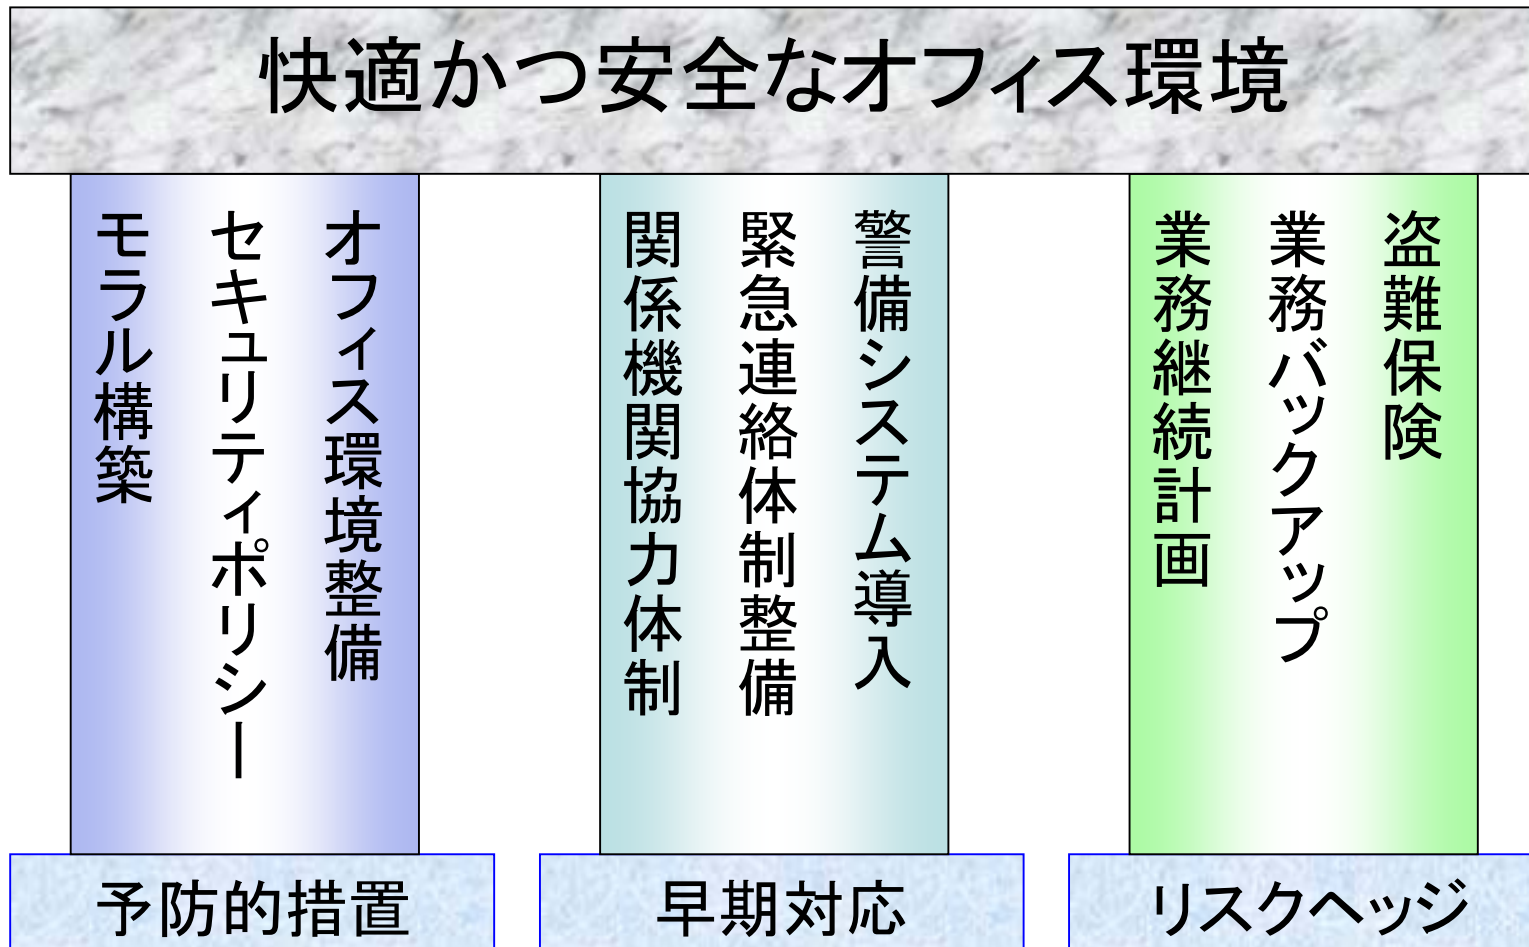 快適かつ安全なオフィス環境
オフィス環境整備
セキュリティポリシー
モラル構築
予防的措置
警備システム導入
緊急連絡体制整備
関係機関協力体制
早期対応
盗難保険
業務バックアップ
業務継続計画
リスクヘッジ